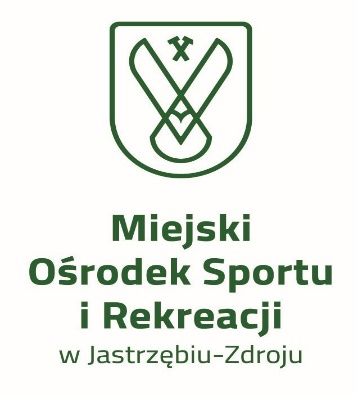 Miejski
Ośrodek Sportu
i Rekreacji
w Jastrzębiu-Zdroju